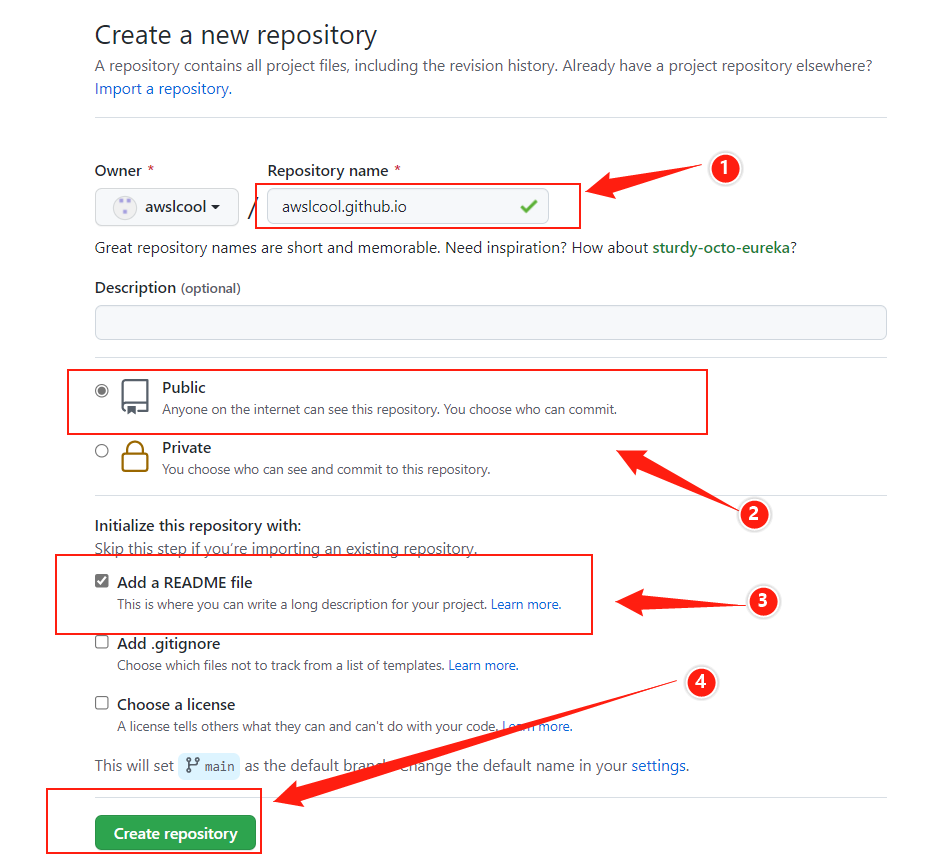 Create a new repository
A repository contains all project files, including the revision history. Already have a project repository elsewhere?
Import a repository.
Owner *
Repository name *
1
awslcool
/
awslcool.github.io
Great repository names are short and memorable. Need inspiration? How about sturdy-octo-eureka?
Description (optional)
Public
Anyone on the internet can see this repository. You choose who can commit.
Private
You choose who can see and commit to this repository.
2
Initialize this repository with:
Skip this step if you're importing an existing repository.
Add a README file
This is where you can write a long description for your project. Learn more.
3
Add .gitignore
Choose which files not to track from a list of templates. Learn more.
4
Choose a license
A license tells others what they can and can't do with your code. Learn more.
This will set main as the default branch. Change the default name in your settings.
Create repository